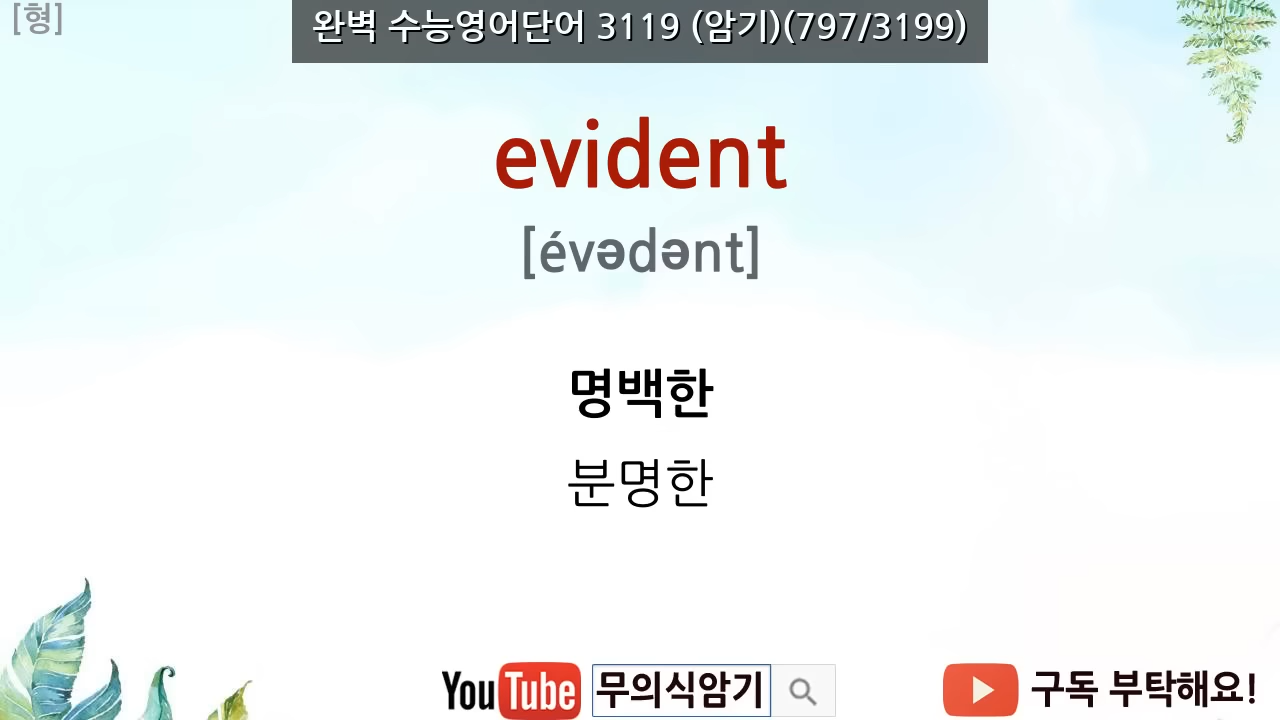 [형]
완벽 수능영어단어 3119 (암기)(797/3199)
evident
[évədənt]
명백한
분명한
YouTube 무의식암기
구독 부탁해요!